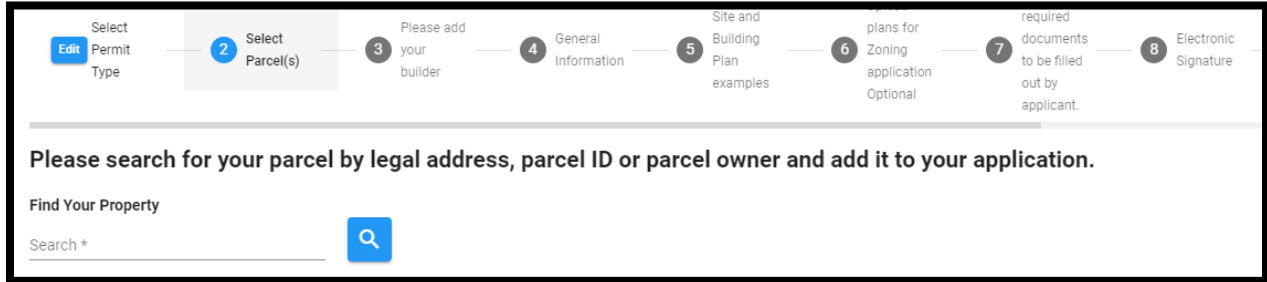 Edit
Select
Permit
Type
2
Select
Parcel(s)
3
Please add
your
builder
4
General
Information
5
Site and
Building
Plan
examples
6
plans for
Zoning
application
Optional
7
required
documents
to be filled
out by
applicant.
8
Electronic
Signature
Please search for your parcel by legal address, parcel ID or parcel owner and add it to your application.
Find Your Property
Search *